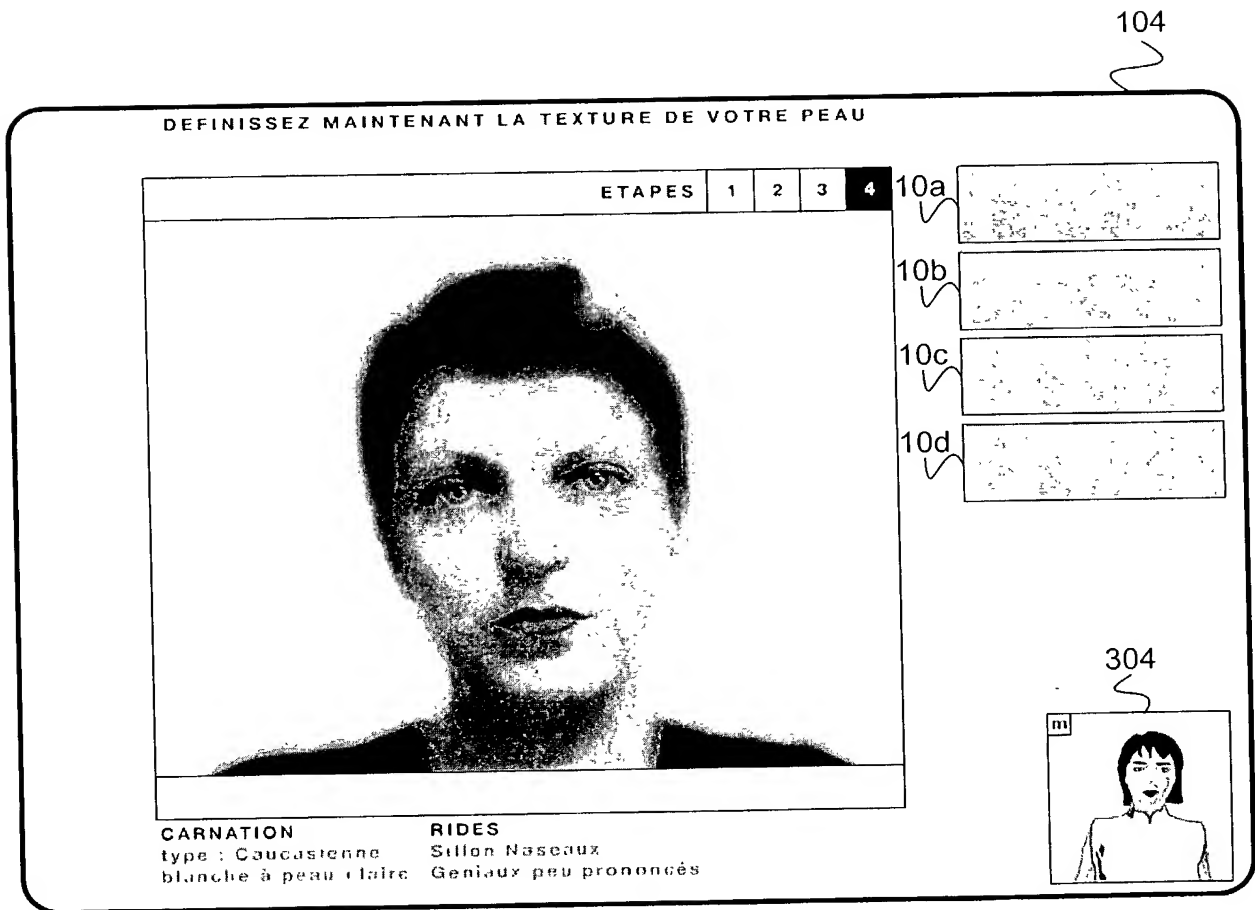 104
DEFINISSEZ MAINTENANT LA TEXTURE DE VOTRE PEAU
ETAPES 1 2 3 4
10a
10b
10c
10d
304
m
CARNATION
type : Caucasienne
blanche à peau claire
RIDES
Sillon Naseaux
Geniaux peu prononcés